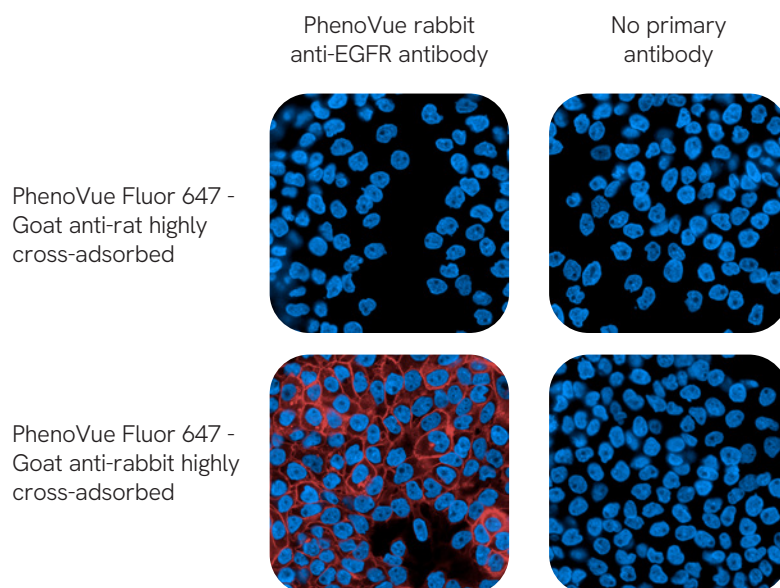 PhenoVue rabbit
anti-EGFR antibody
No primary
antibody
PhenoVue Fluor 647 -
Goat anti-rat highly
cross-adsorbed
PhenoVue Fluor 647 -
Goat anti-rabbit highly
cross-adsorbed